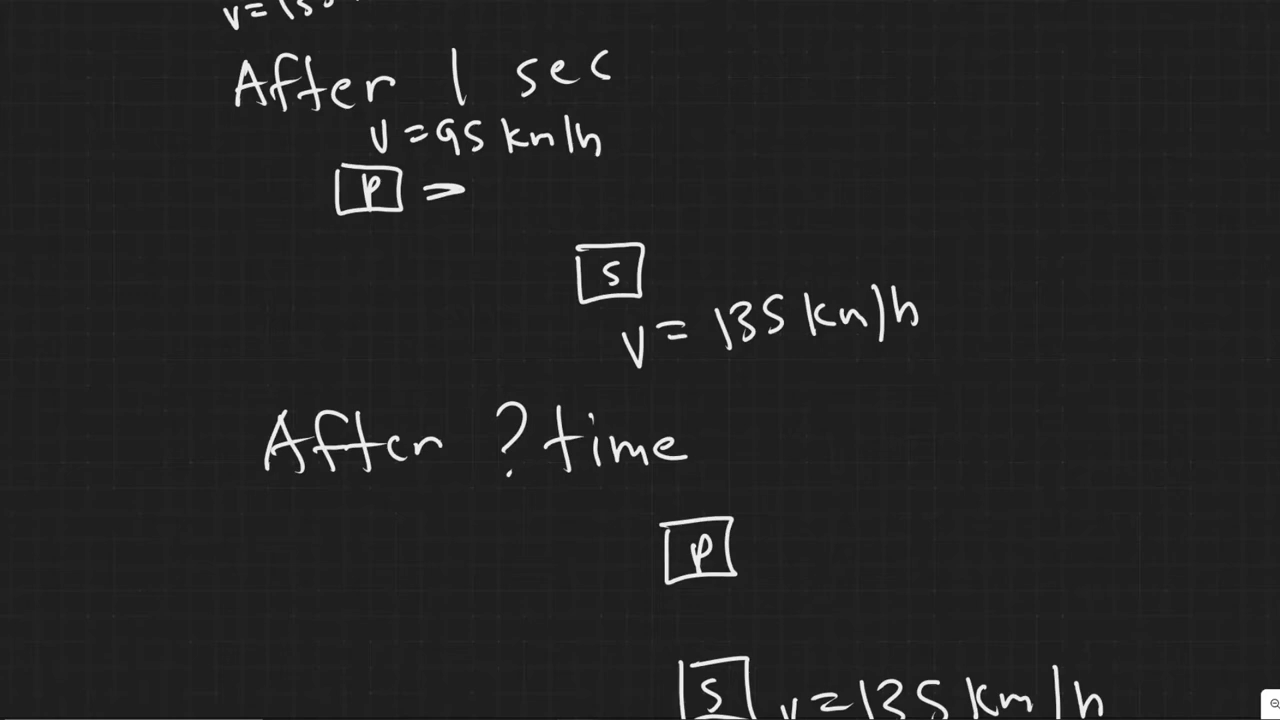 After 1 sec
v = 95 km/h
P
S
v = 135 km/h
After ? time
P
S v = 135 km/h